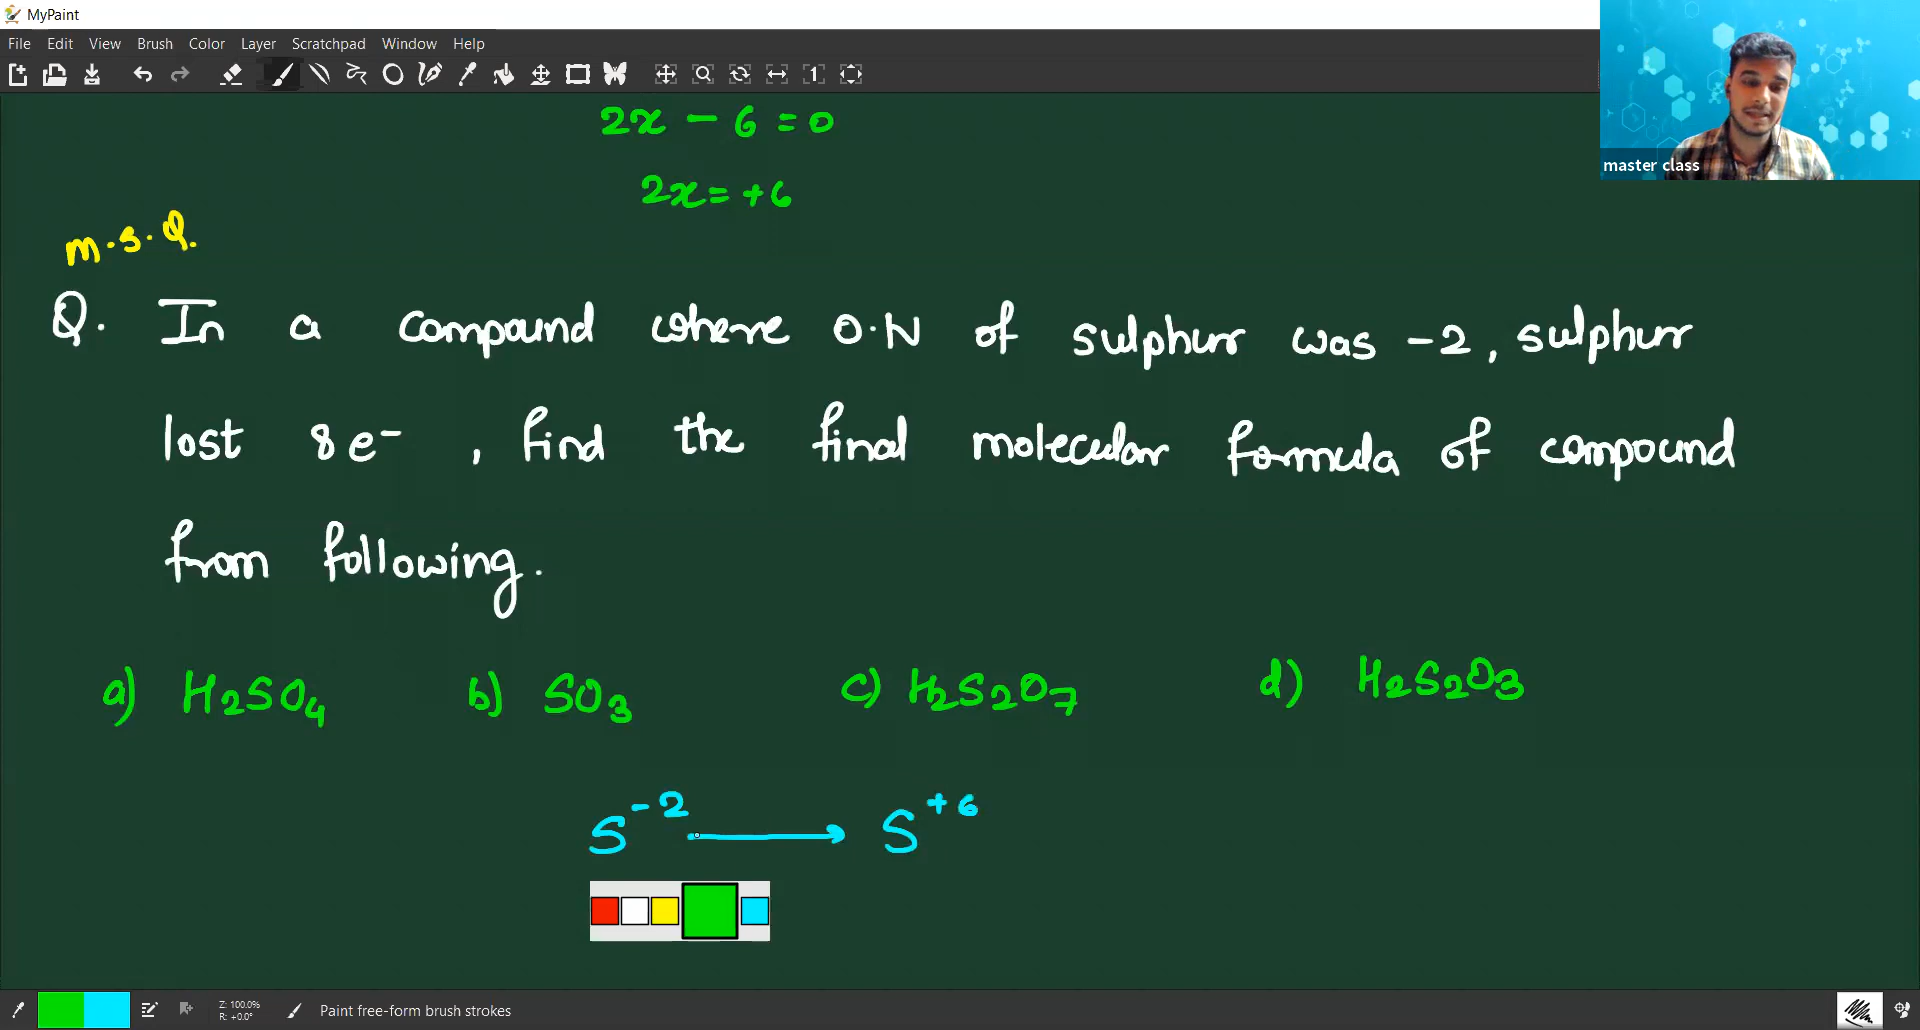 MyPaint
File Edit View Brush Color Layer Scratchpad Window Help
master class
2x - 6 = 0
2x = +6
m.s.Q.
Q. In a compound where O.N of sulphur was -2, sulphur
lost 8e⁻, find the final molecular formula of compound
from following.
a) H₂SO₄ b) SO₃ c) H₂S₂O₇ d) H₂S₂O₃
S⁻² ⟶ S⁺⁶
Z: 100.0%
R: +0.0°
Paint free-form brush strokes